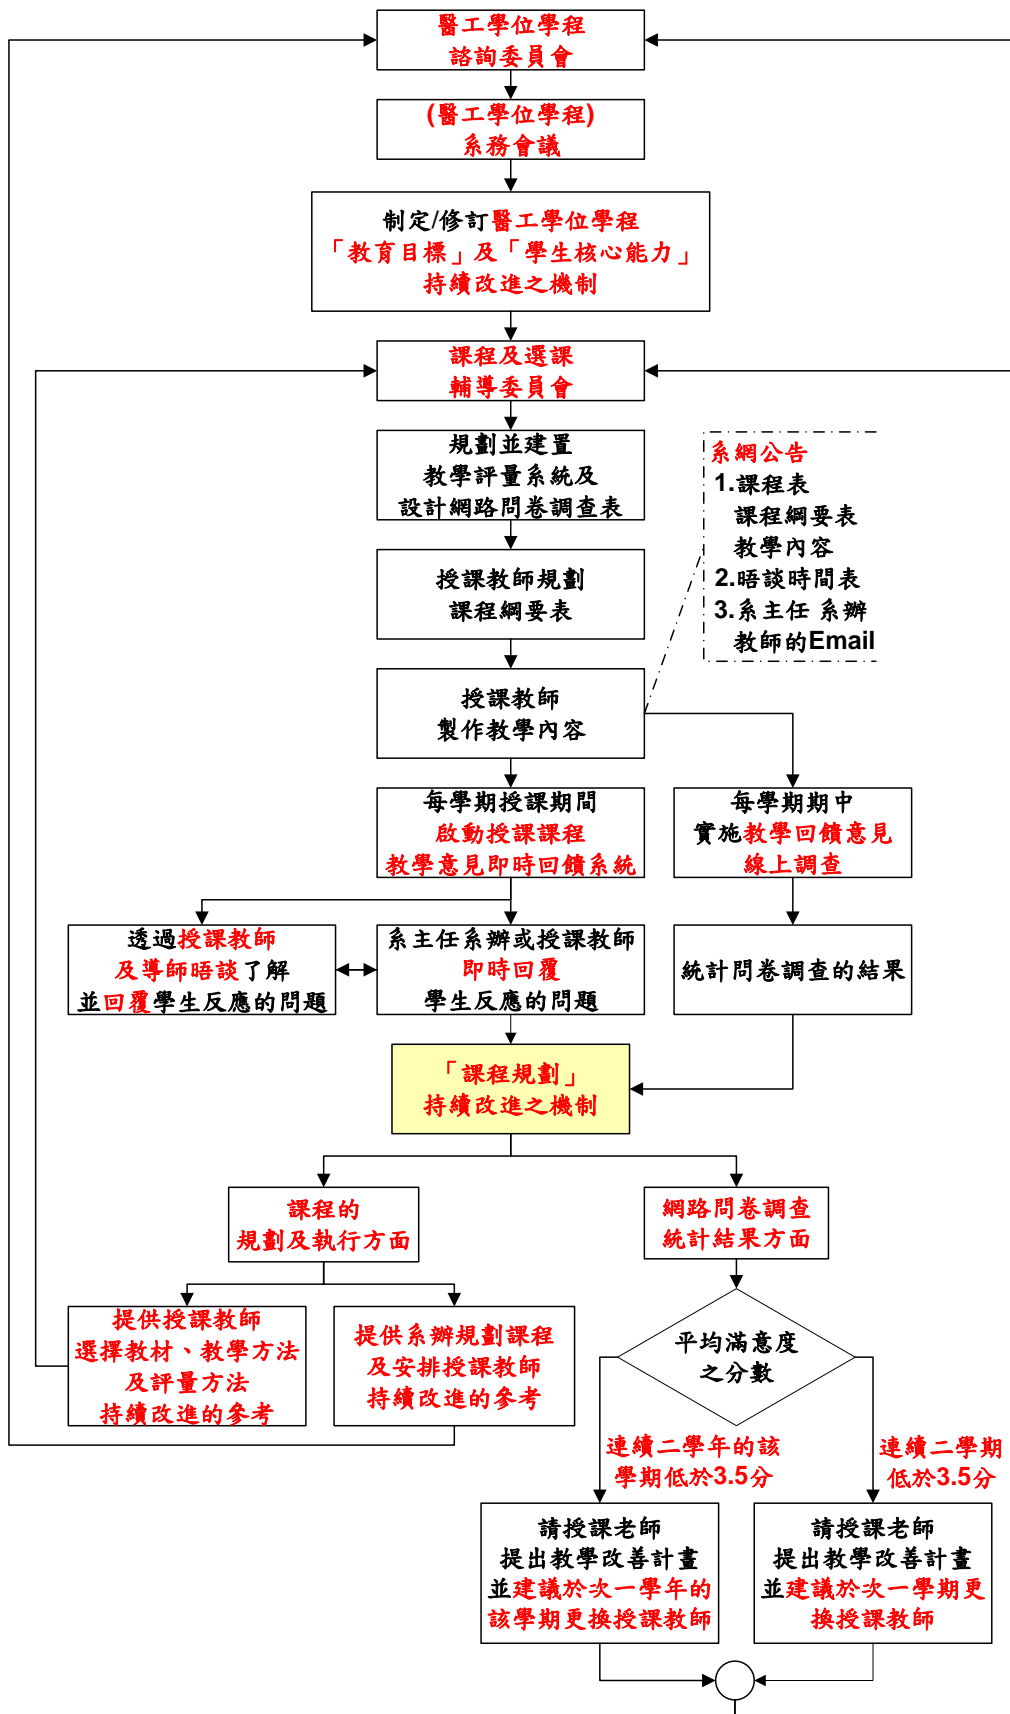 醫工學位學程
諮詢委員會
(醫工學位學程)
系務會議
制定/修訂醫工學位學程
「教育目標」及「學生核心能力」
持續改進之機制
課程及選課
輔導委員會
規劃並建置
教學評量系統及
設計網路問卷調查表
系網公告
1.課程表
課程綱要表
教學內容
2.晤談時間表
3.系主任 系辦
教師的Email
授課教師規劃
課程綱要表
授課教師
製作教學內容
每學期授課期間
啟動授課課程
教學意見即時回饋系統
每學期期中
實施教學回饋意見
線上調查
透過授課教師
及導師晤談了解
並回覆學生反應的問題
系主任系辦或授課教師
即時回覆
學生反應的問題
統計問卷調查的結果
「課程規劃」
持續改進之機制
課程的
規劃及執行方面
網路問卷調查
統計結果方面
提供授課教師
選擇教材、教學方法
及評量方法
持續改進的參考
提供系辦規劃課程
及安排授課教師
持續改進的參考
平均滿意度
之分數
連續二學年的該
學期低於3.5分
連續二學期
低於3.5分
請授課老師
提出教學改善計畫
並建議於次一學年的
該學期更換授課教師
請授課老師
提出教學改善計畫
並建議於次一學期更
換授課教師